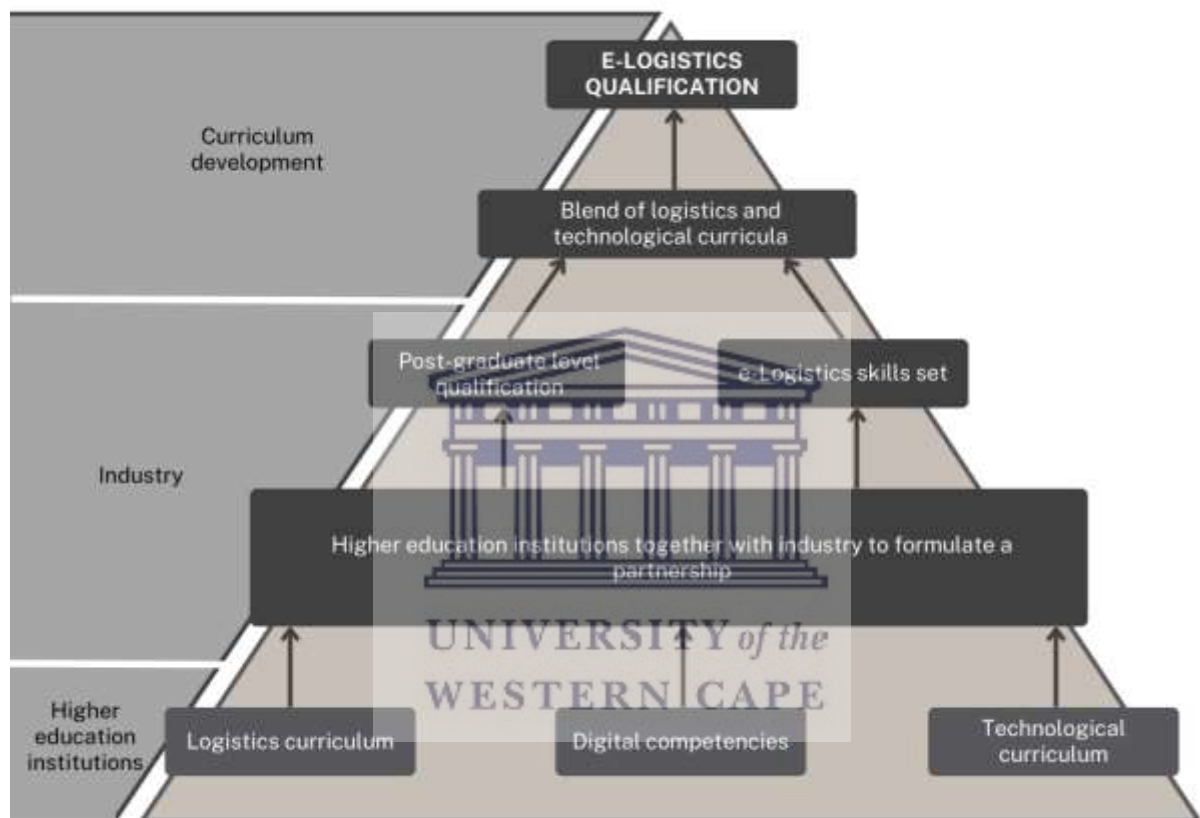 E-LOGISTICS
QUALIFICATION
Curriculum
development
Blend of logistics and
technological curricula
Post-graduate level
qualification
e-Logistics skills set
Industry
Higher education institutions together with industry to formulate a
partnership
UNIVERSITY of the
WESTERN CAPE
Higher
education
institutions
Logistics curriculum
Digital competencies
Technological
curriculum